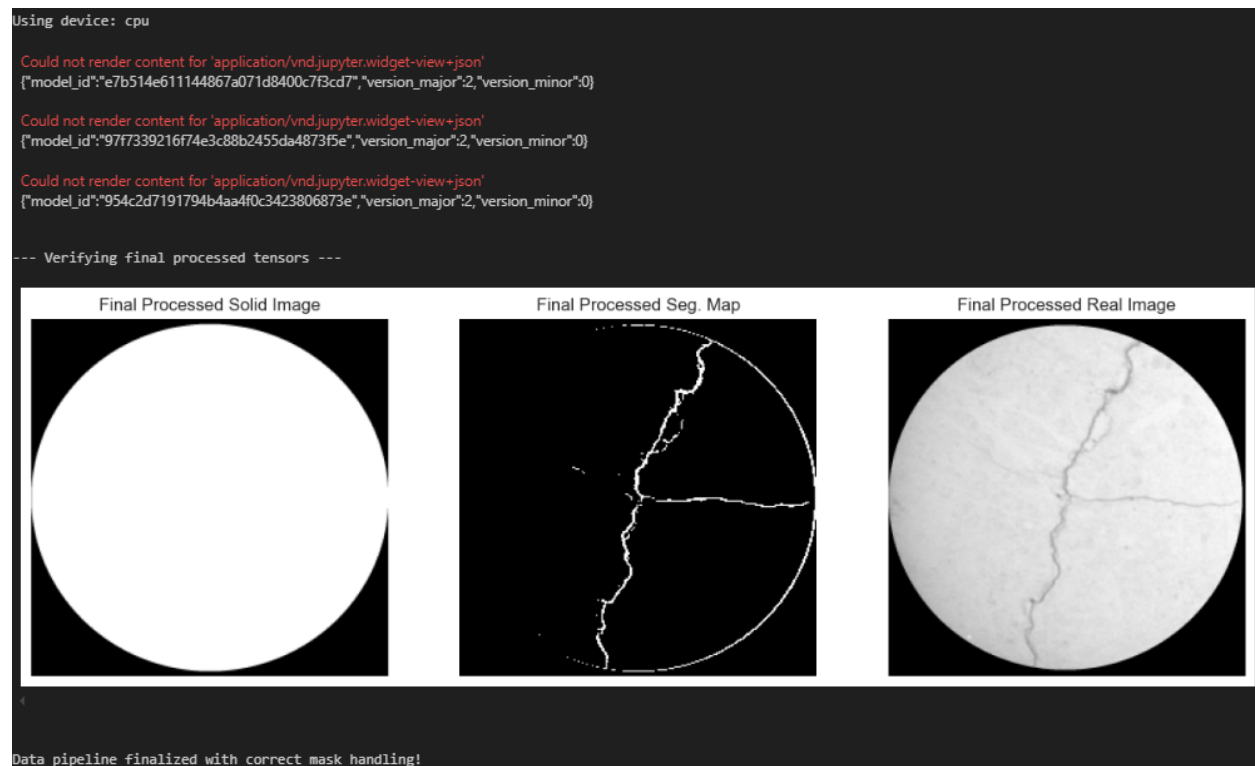 Using device: cpu
Could not render content for 'application/vnd.jupyter.widget-view+json'
{"model_id":"e7b514e611144867a071d8400c7f3cd7","version_major":2,"version_minor":0}
Could not render content for 'application/vnd.jupyter.widget-view+json'
{"model_id":"97f7339216f74e3c88b2455da4873f5e","version_major":2,"version_minor":0}
Could not render content for 'application/vnd.jupyter.widget-view+json'
{"model_id":"954c2d7191794b4aa4f0c3423806873e","version_major":2,"version_minor":0}
--- Verifying final processed tensors ---
Final Processed Solid Image
Final Processed Seg. Map
Final Processed Real Image
Data pipeline finalized with correct mask handling!